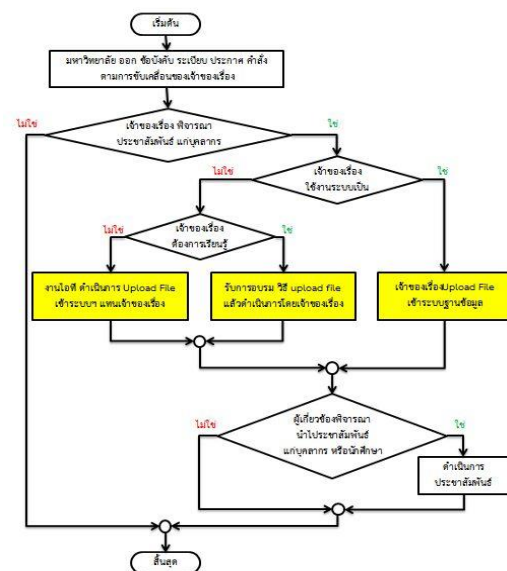 เริ่มต้น
มหาวิทยาลัย ออก ข้อบังคับ ระเบียบ ประกาศ คำสั่ง
ตามการขับเคลื่อนของเจ้าของเรื่อง
ไม่ใช่
เจ้าของเรื่อง พิจารณา
ประชาสัมพันธ์ แก่บุคลากร
ใช่
ไม่ใช่
เจ้าของเรื่อง
ใช้งานระบบเป็น
ใช่
ไม่ใช่
เจ้าของเรื่อง
ต้องการเรียนรู้
ใช่
งานไอที ดำเนินการ Upload File
เข้าระบบฯ แทนเจ้าของเรื่อง
รับการอบรม วิธี upload file
แล้วดำเนินการโดยเจ้าของเรื่อง
เจ้าของเรื่องUpload File
เข้าระบบฐานข้อมูล
ไม่ใช่
ผู้เกี่ยวข้องพิจารณา
นำไปประชาสัมพันธ์
แก่บุคลากร หรือนักศึกษา
ใช่
ดำเนินการ
ประชาสัมพันธ์
สิ้นสุด